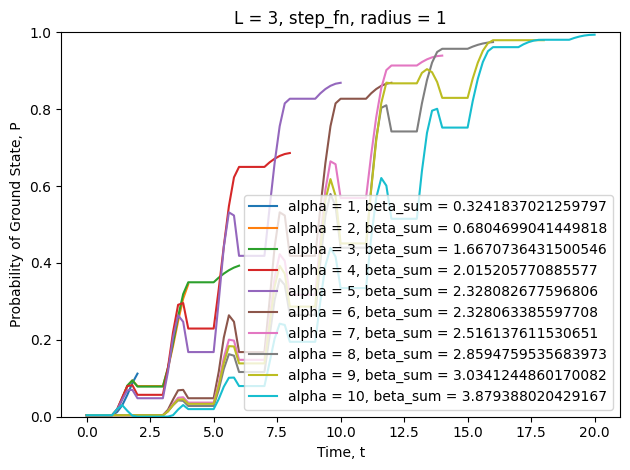 L = 3, step_fn, radius = 1
Probability of Ground State, P
1.0
0.8
0.6
0.4
0.2
0.0
alpha = 1, beta_sum = 0.3241837021259797
alpha = 2, beta_sum = 0.6804699041449818
alpha = 3, beta_sum = 1.6670736431500546
alpha = 4, beta_sum = 2.015205770885577
alpha = 5, beta_sum = 2.328082677596806
alpha = 6, beta_sum = 2.328063385597708
alpha = 7, beta_sum = 2.516137611530651
alpha = 8, beta_sum = 2.8594759535683973
alpha = 9, beta_sum = 3.0341244860170082
alpha = 10, beta_sum = 3.879388020429167
0.0 2.5 5.0 7.5 10.0 12.5 15.0 17.5 20.0
Time, t